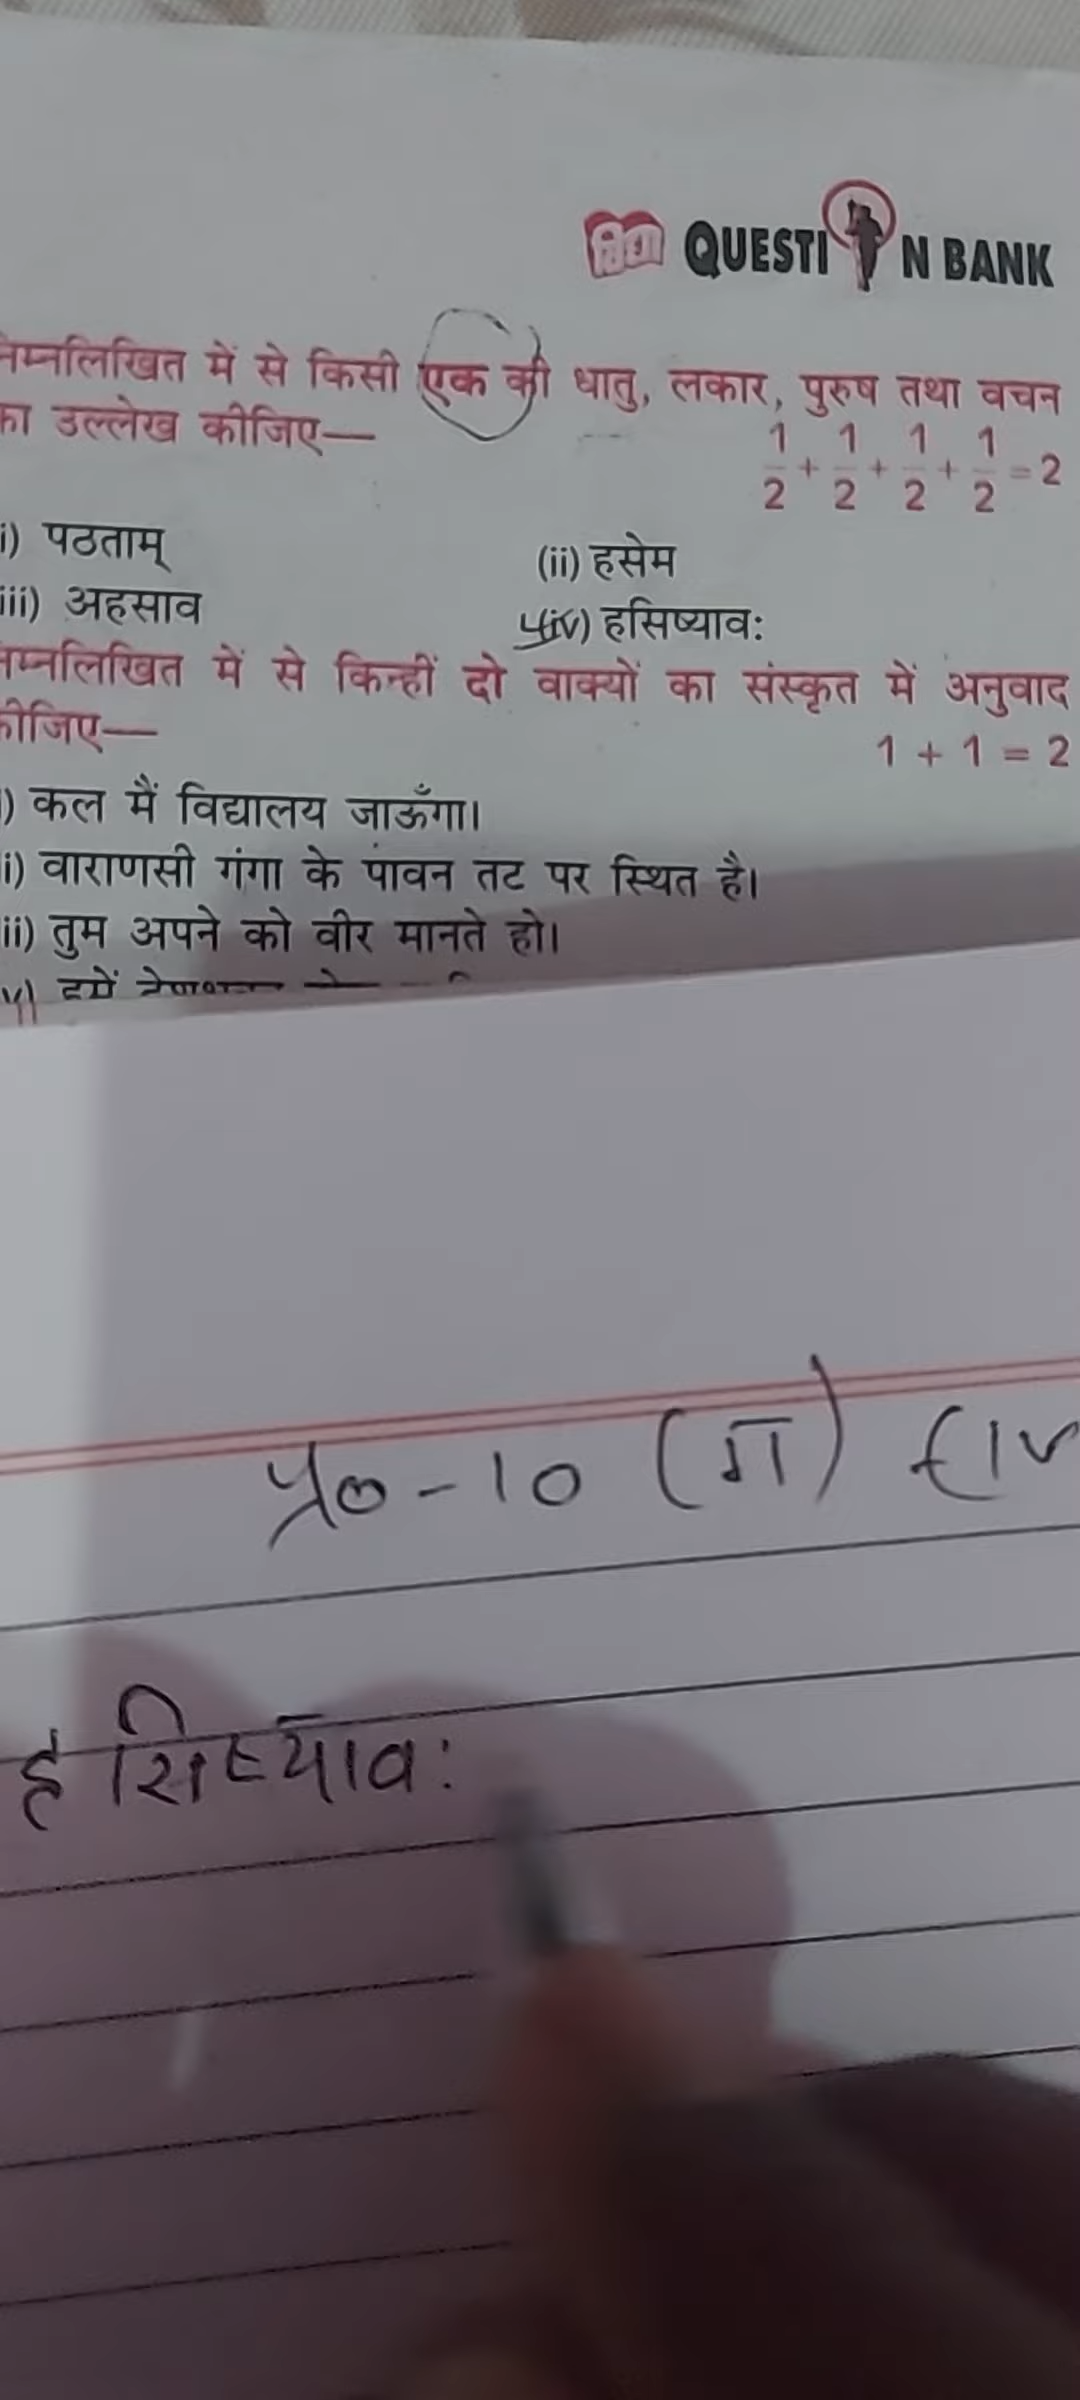 विद्या QUESTION BANK
निम्नलिखित में से किसी एक की धातु, लकार, पुरुष तथा वचन
का उल्लेख कीजिए—
1/2 + 1/2 + 1/2 + 1/2 = 2
i) पठताम्
(ii) हसेम
iii) अहसाव
(iv) हसिष्यावः
निम्नलिखित में से किन्हीं दो वाक्यों का संस्कृत में अनुवाद
कीजिए—
1 + 1 = 2
i) कल मैं विद्यालय जाऊँगा।
i) वाराणसी गंगा के पावन तट पर स्थित है।
ii) तुम अपने को वीर मानते हो।
v) हमें
प्र०-10 (ग)
हसिष्यावः